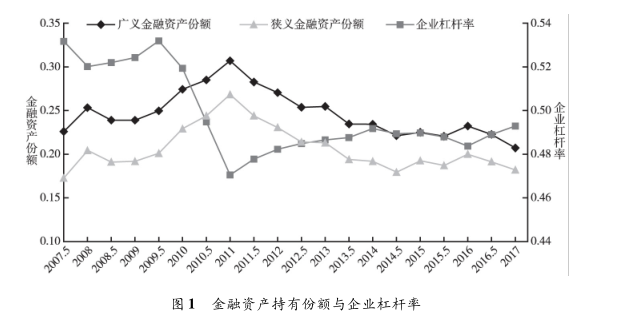 广义金融资产份额 狭义金融资产份额 企业杠杆率
0.35 0.30 0.25 0.20 0.15 0.10
金融资产份额
0.54 0.52 0.50 0.48 0.46 0.44
企业杠杆率
2007.5 2008 2008.5 2009 2009.5 2010 2010.5 2011 2011.5 2012 2012.5 2013 2013.5 2014 2014.5 2015 2015.5 2016 2016.5 2017
图1 金融资产持有份额与企业杠杆率